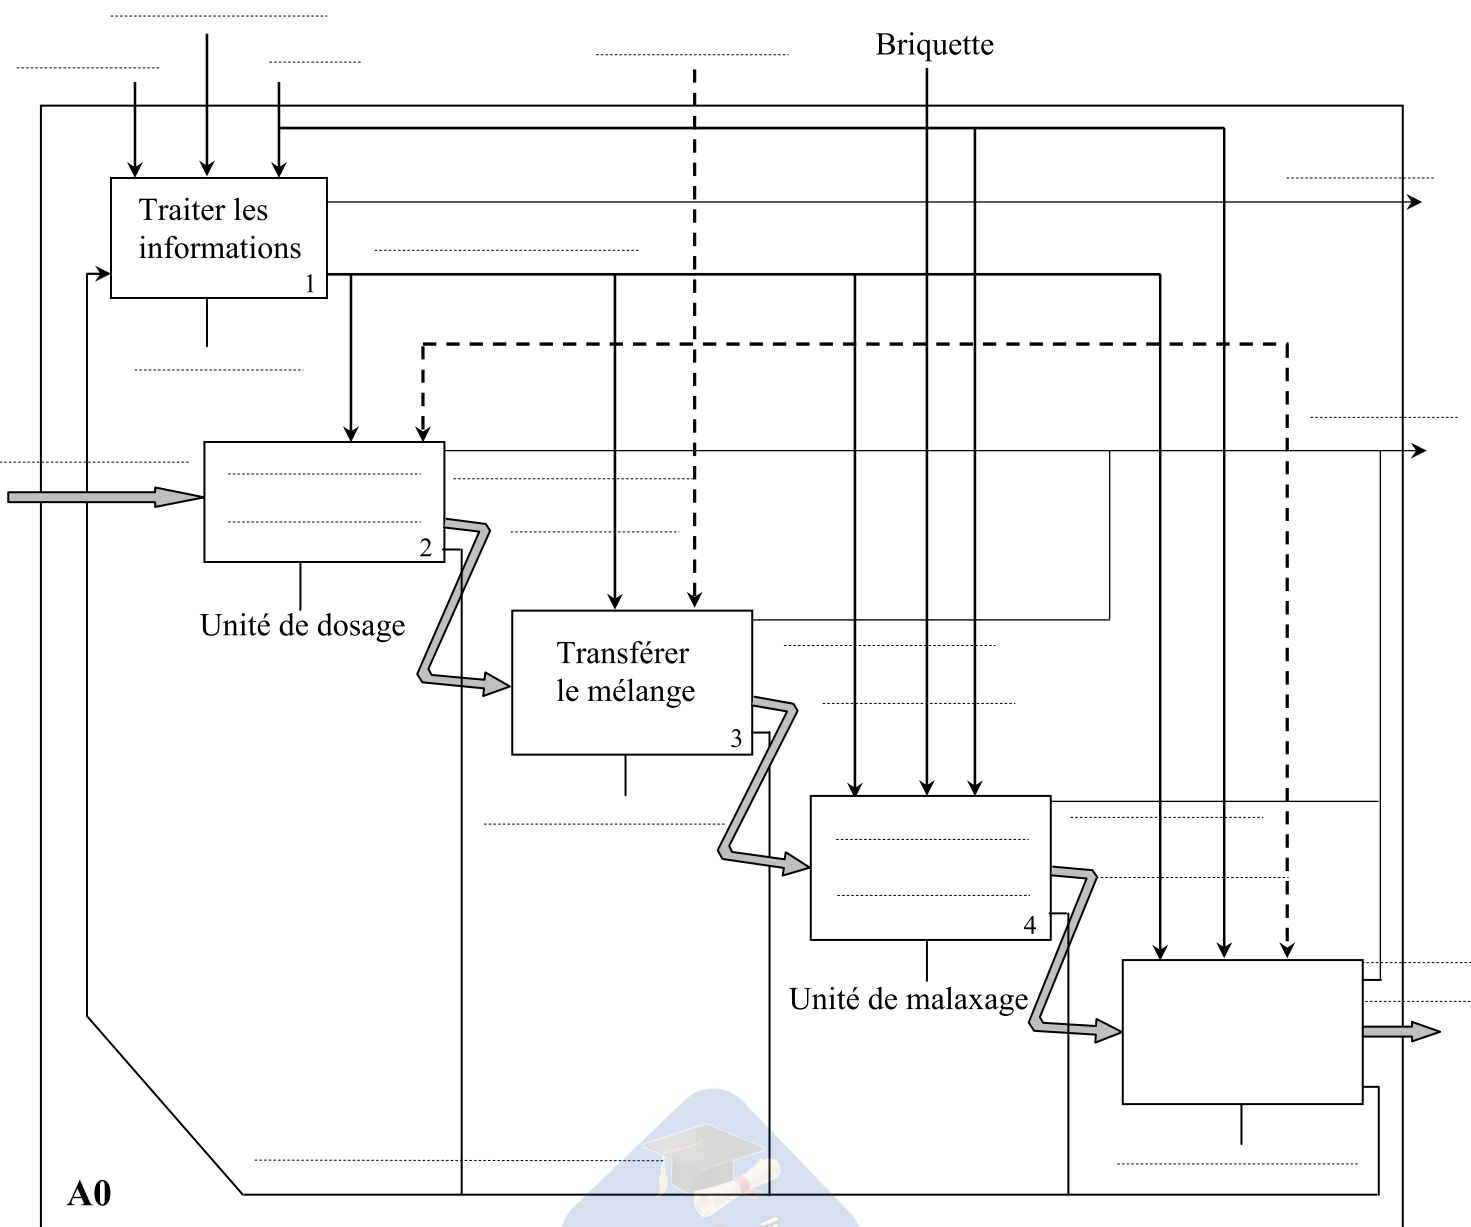 Briquette
Traiter les
informations
1
2
Unité de dosage
Transférer
le mélange
3
4
Unité de malaxage
A0